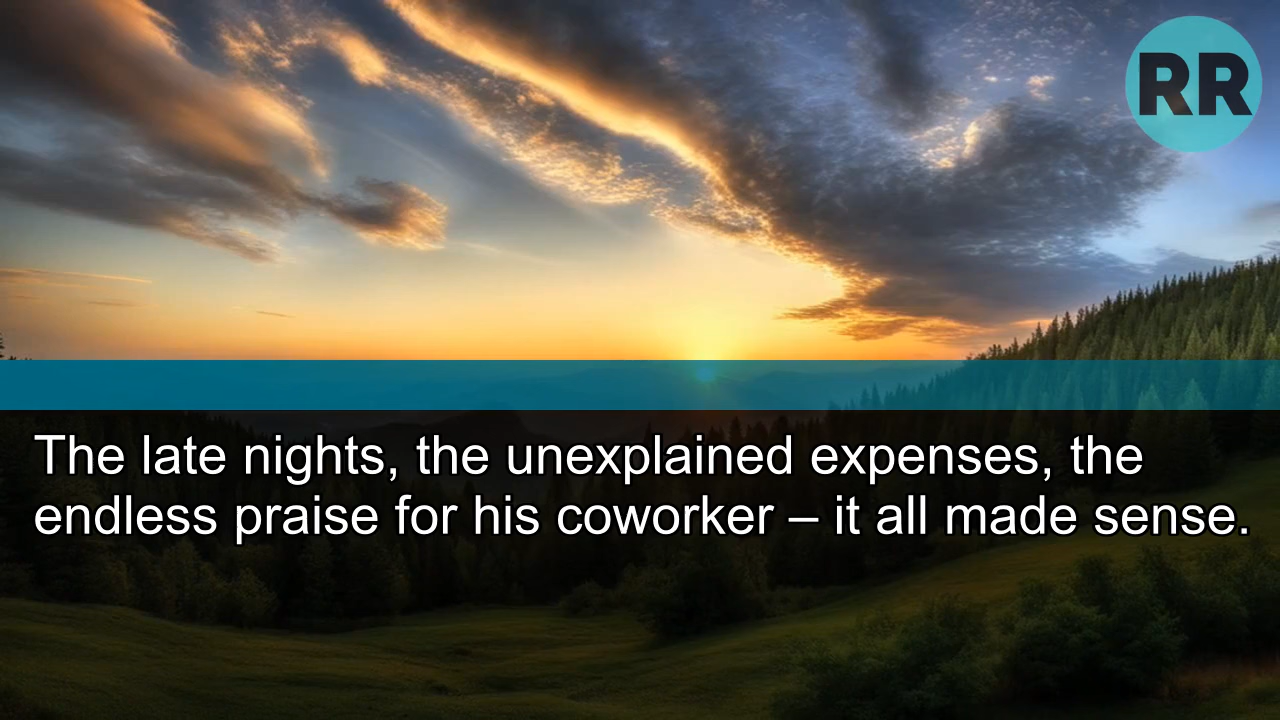 RR
The late nights, the unexplained expenses, the
endless praise for his coworker – it all made sense.